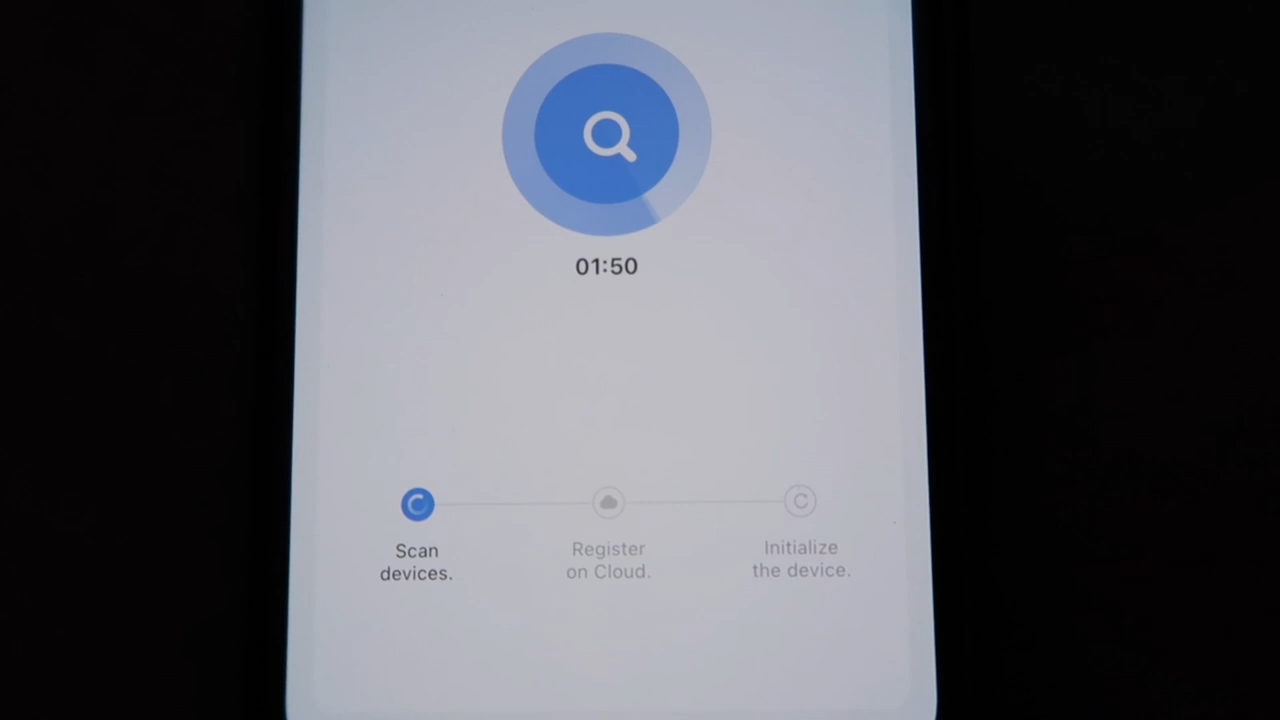 01:50
Scan
devices.
Register
on Cloud.
Initialize
the device.